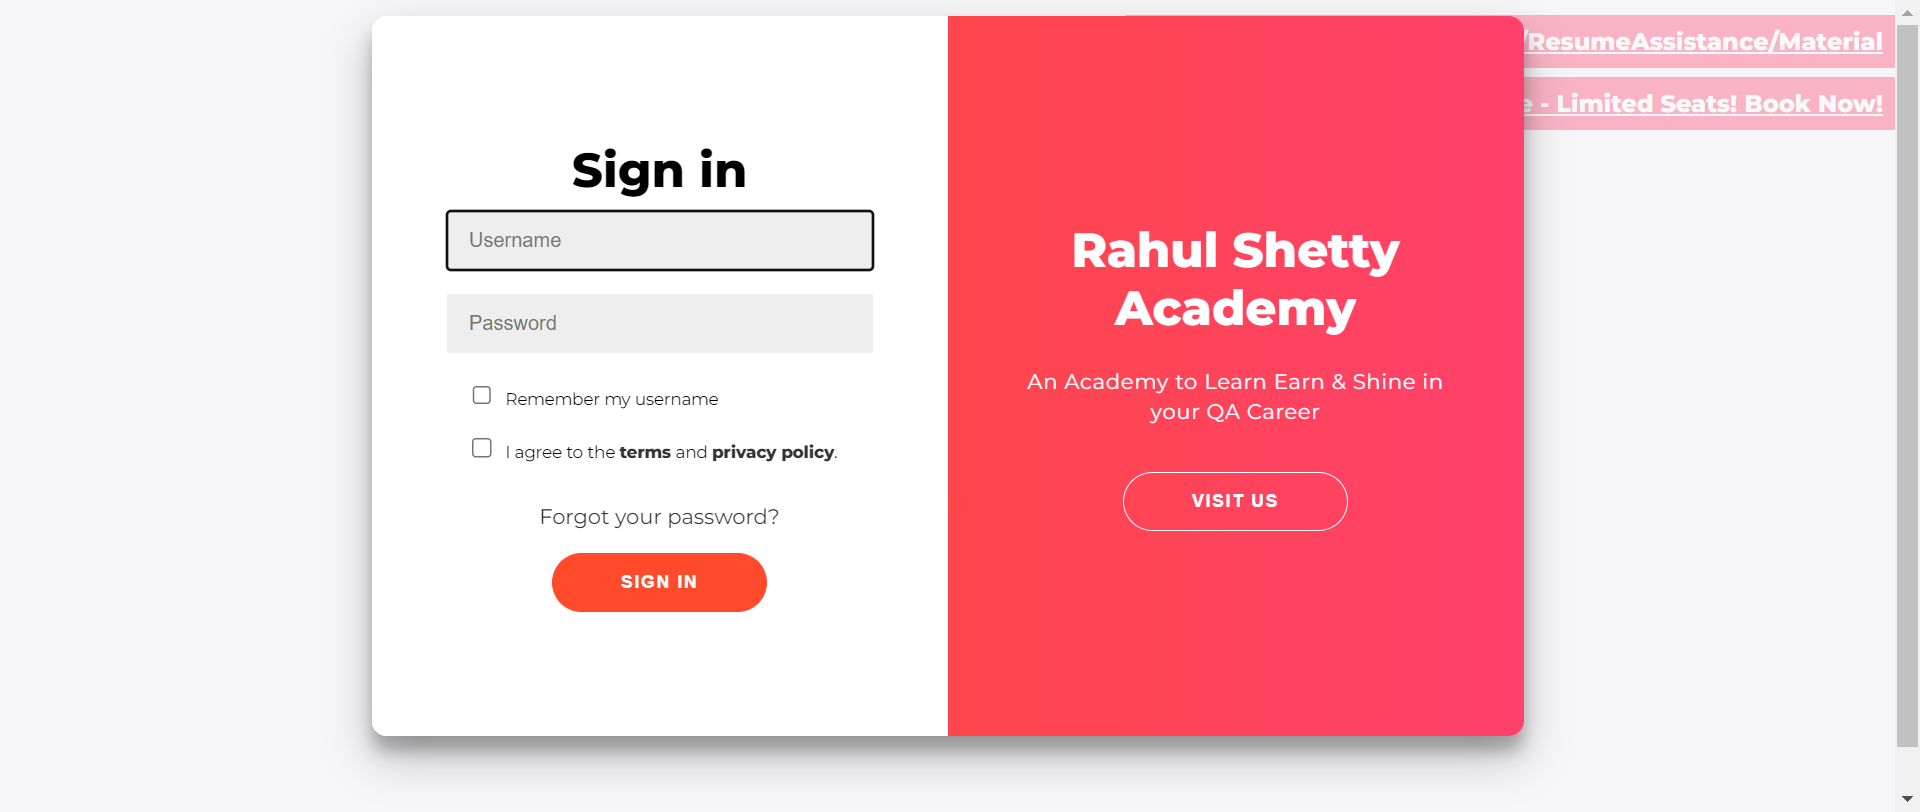 /ResumeAssistance/Material
- Limited Seats! Book Now!
Sign in
Username
Password
Remember my username
I agree to the terms and privacy policy.
Forgot your password?
SIGN IN
Rahul Shetty
Academy
An Academy to Learn Earn & Shine in
your QA Career
VISIT US